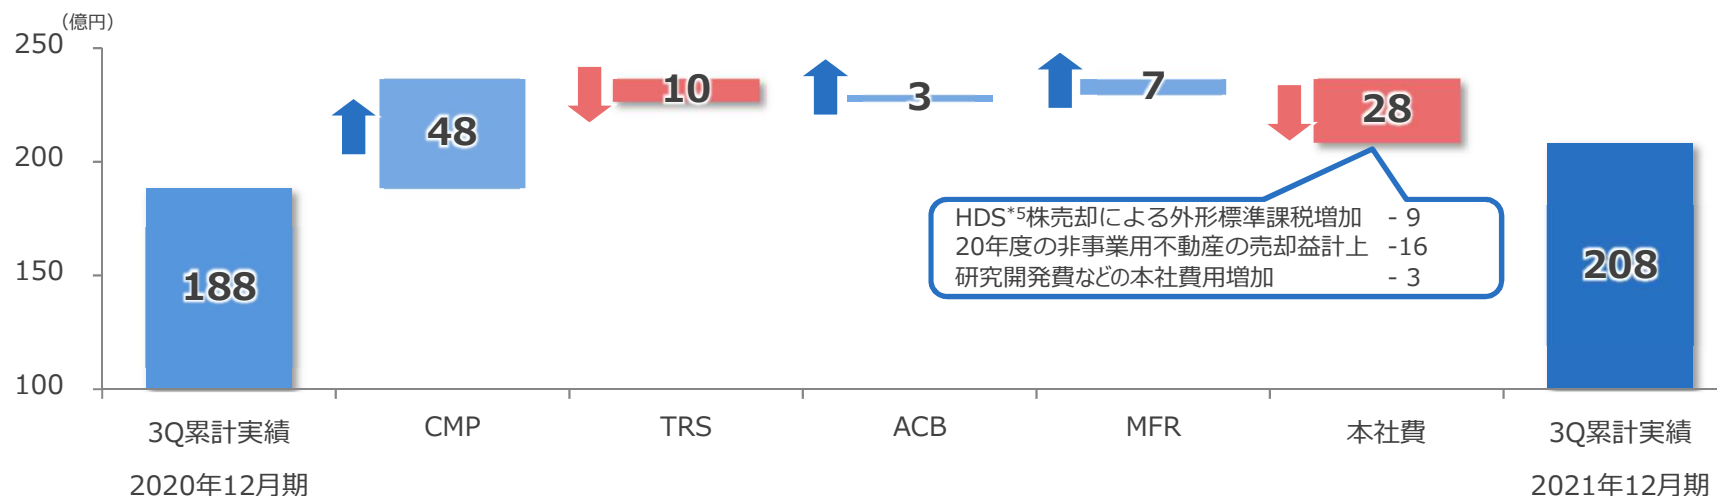 （億円）
250
200
150
100
188
48
10
3
7
28
208
HDS*5株売却による外形標準課税増加 - 9
20年度の非事業用不動産の売却益計上 -16
研究開発費などの本社費用増加 - 3
3Q累計実績
2020年12月期
CMP
TRS
ACB
MFR
本社費
3Q累計実績
2021年12月期